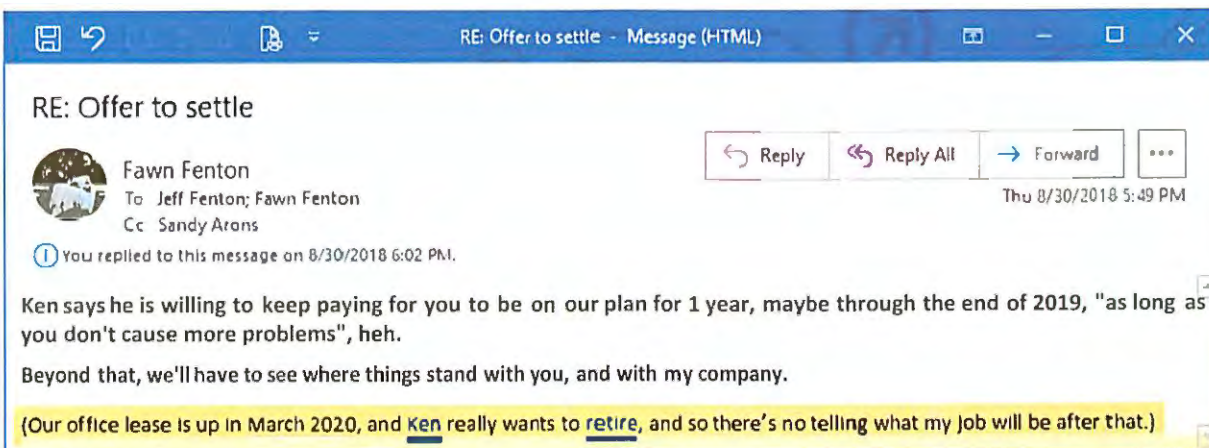 RE: Offer to settle - Message (HTML)
RE: Offer to settle
Reply
Reply All
Forward
Fawn Fenton
To Jeff Fenton; Fawn Fenton
Thu 8/30/2018 5:49 PM
Cc Sandy Arons
You replied to this message on 8/30/2018 6:02 PM.
Ken says he is willing to keep paying for you to be on our plan for 1 year, maybe through the end of 2019, "as long as
you don't cause more problems", heh.
Beyond that, we'll have to see where things stand with you, and with my company.
(Our office lease is up in March 2020, and Ken really wants to retire, and so there's no telling what my job will be after that.)